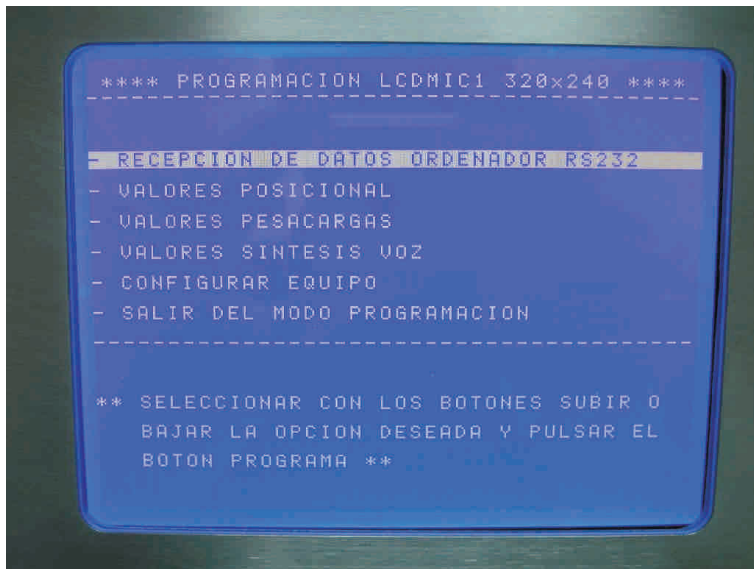 **** PROGRAMACION LCDMIC1 320x240 ****
- RECEPCION DE DATOS ORDENADOR RS232
- VALORES POSICIONAL
- VALORES PESACARGAS
- VALORES SINTESIS VOZ
- CONFIGURAR EQUIPO
- SALIR DEL MODO PROGRAMACION
** SELECCIONAR CON LOS BOTONES SUBIR O
BAJAR LA OPCION DESEADA Y PULSAR EL
BOTON PROGRAMA **